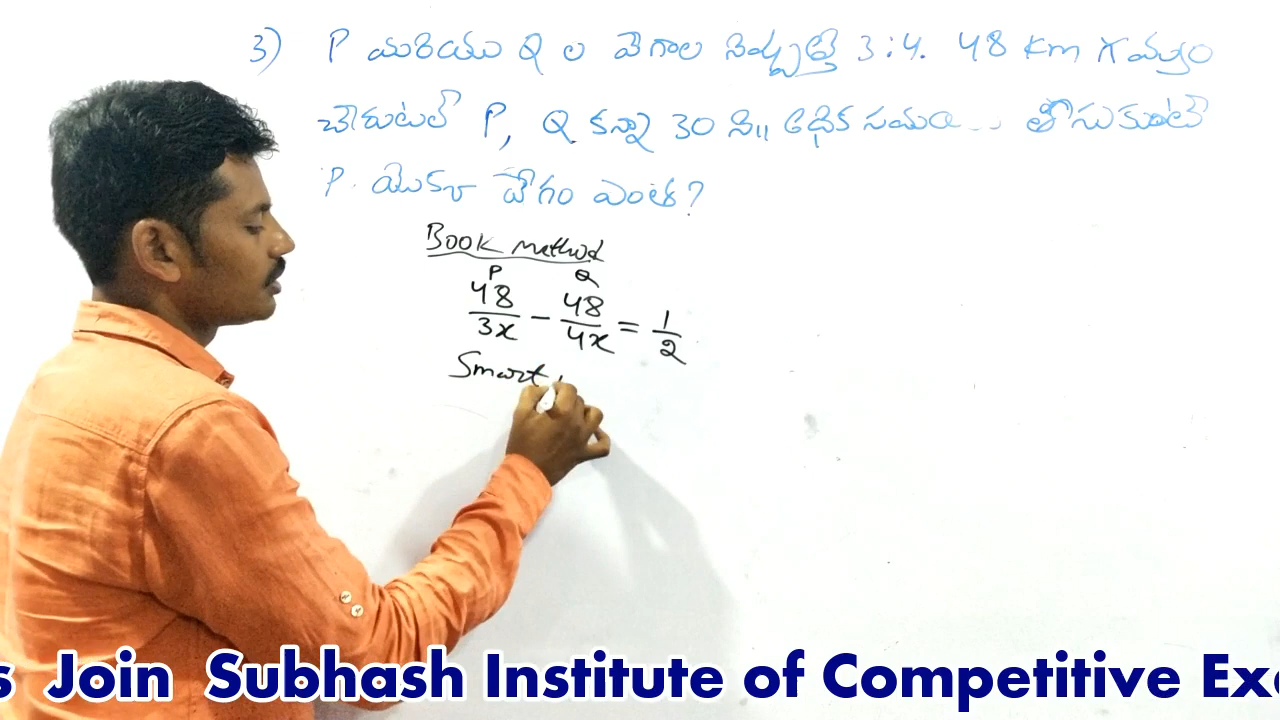 3) P మరియు Q ల వేగాల నిష్పత్తి 3:4. 48 Km గమ్యం
చేరుటలో P, Q కన్నా 30 ని॥ అధిక సమయ తీసుకుంటే
P యొక్క వేగం ఎంత?
Book method
P Q
48/3x - 48/4x = 1/2
Smart
Join Subhash Institute of Competitive